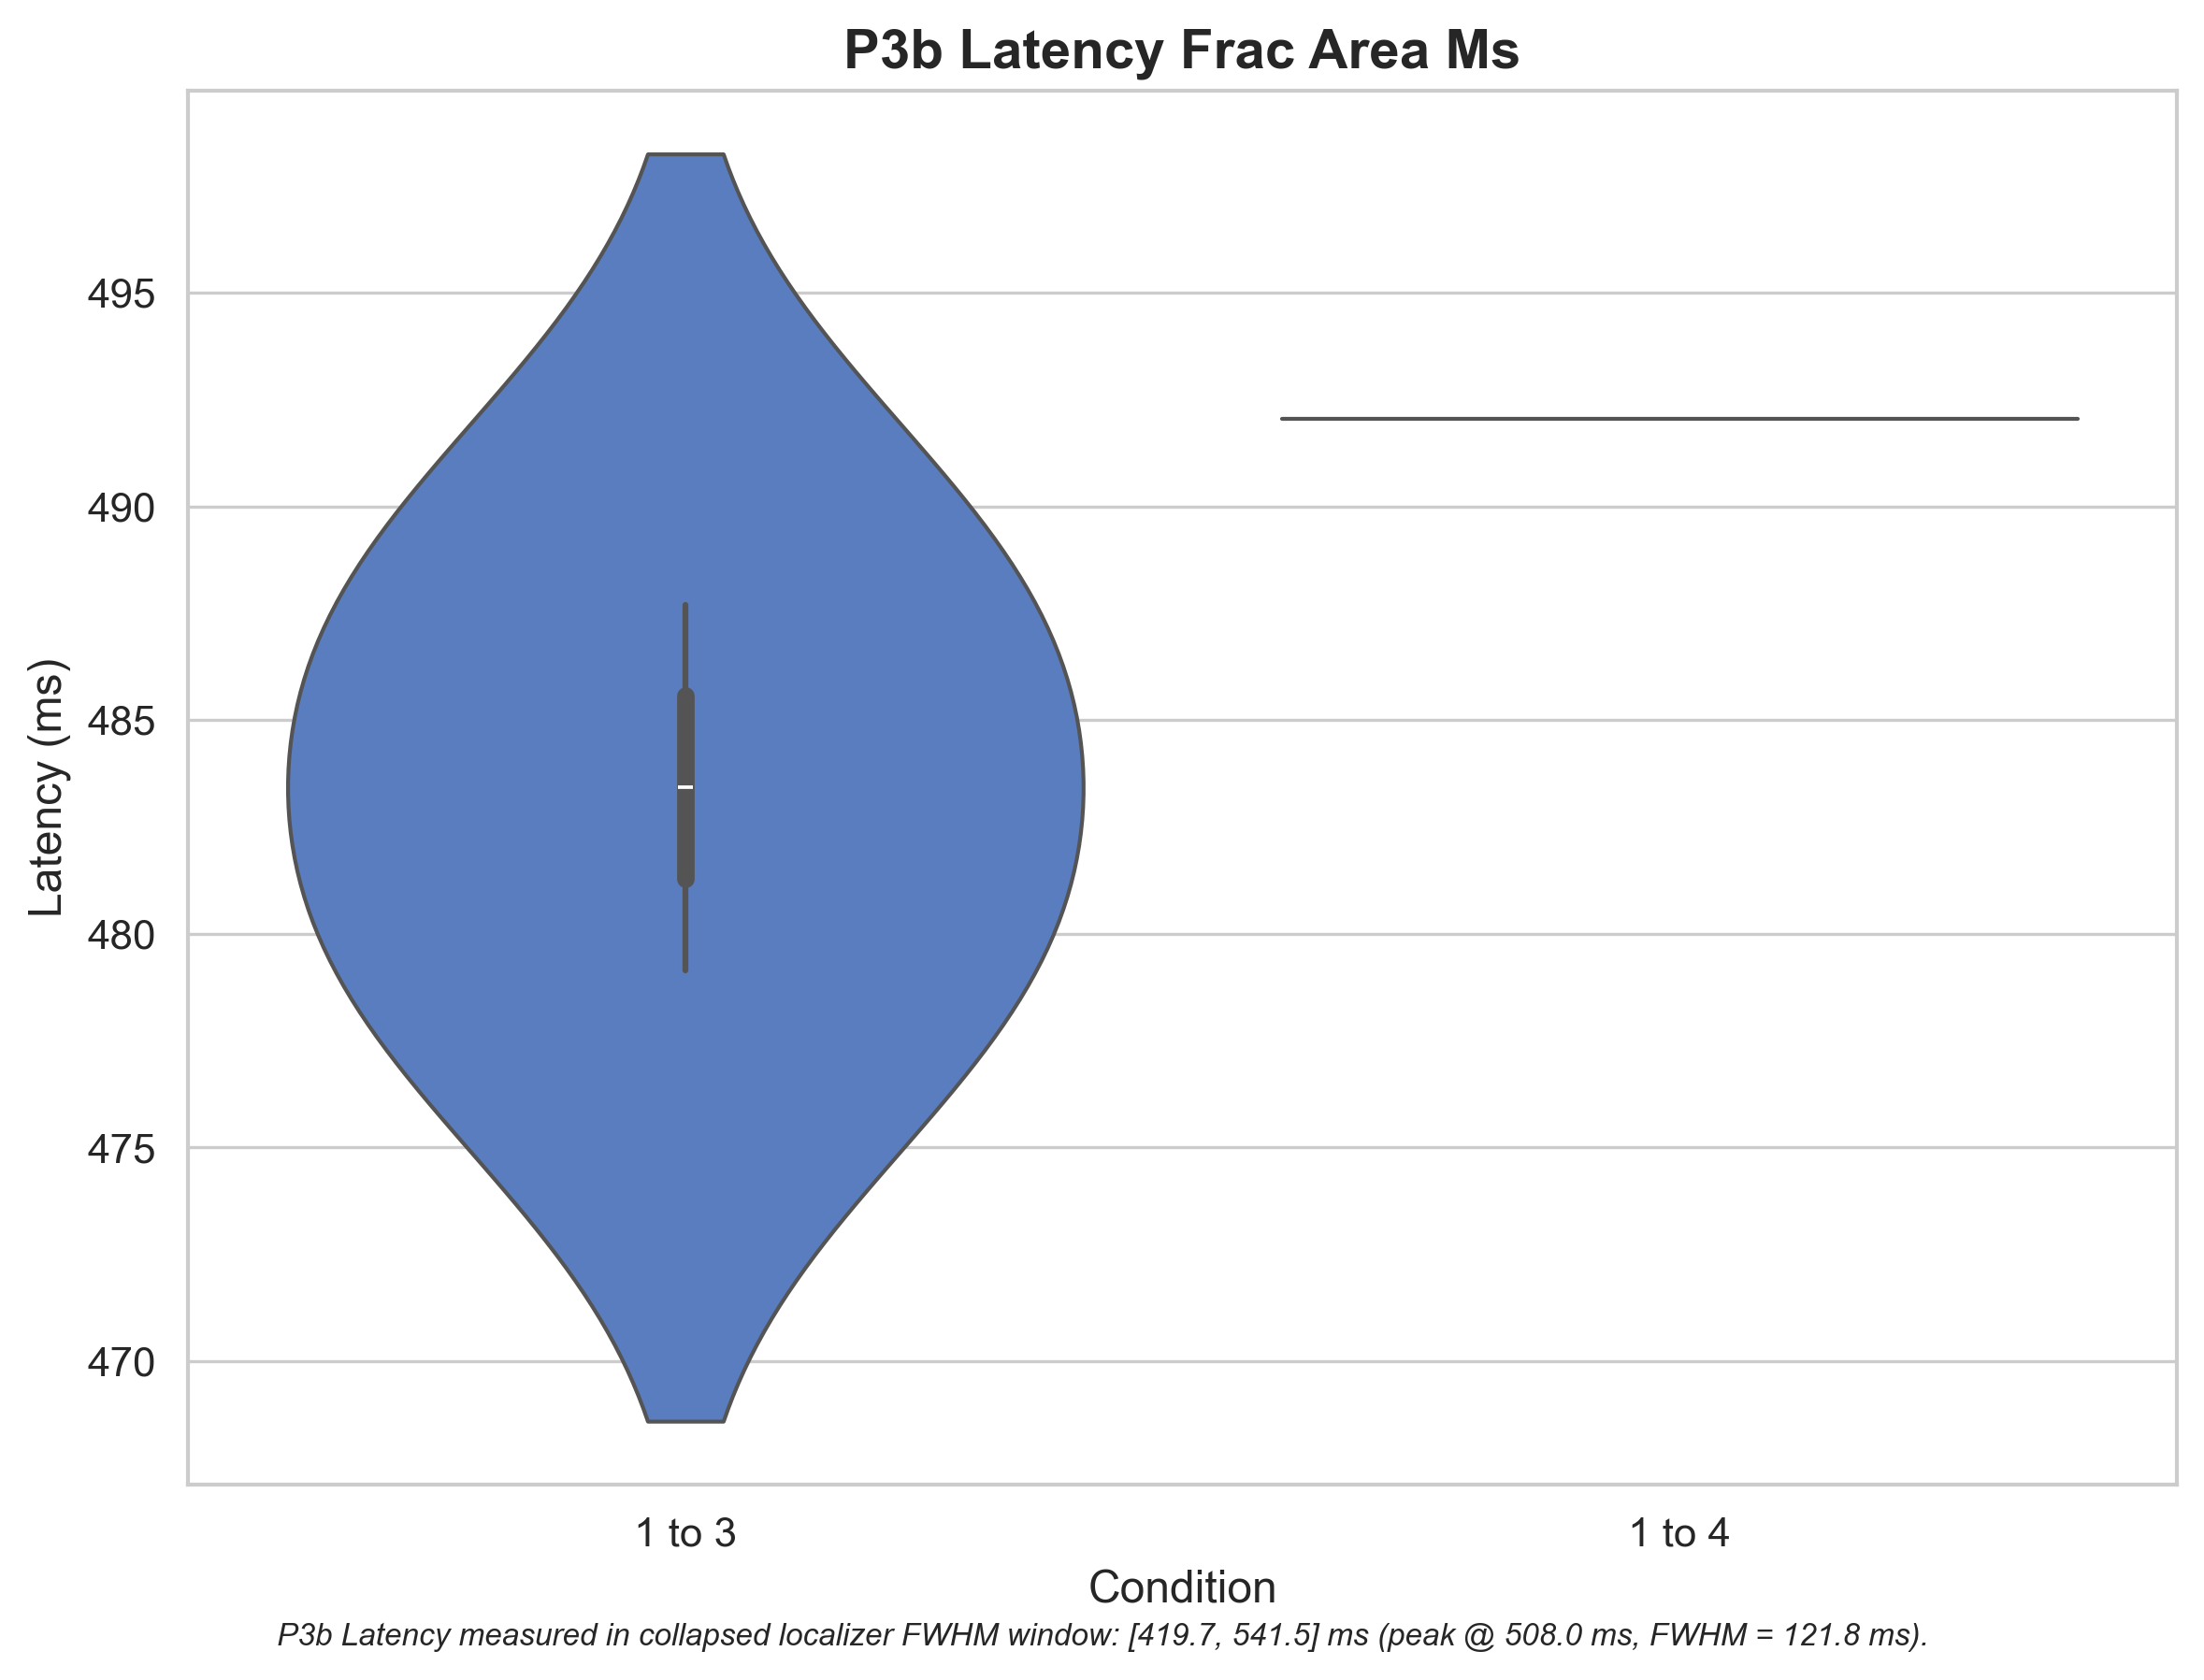 P3b Latency Frac Area Ms
Latency (ms)
495
490
485
480
475
470
1 to 3
1 to 4
Condition
P3b Latency measured in collapsed localizer FWHM window: [419.7, 541.5] ms (peak @ 508.0 ms, FWHM = 121.8 ms).